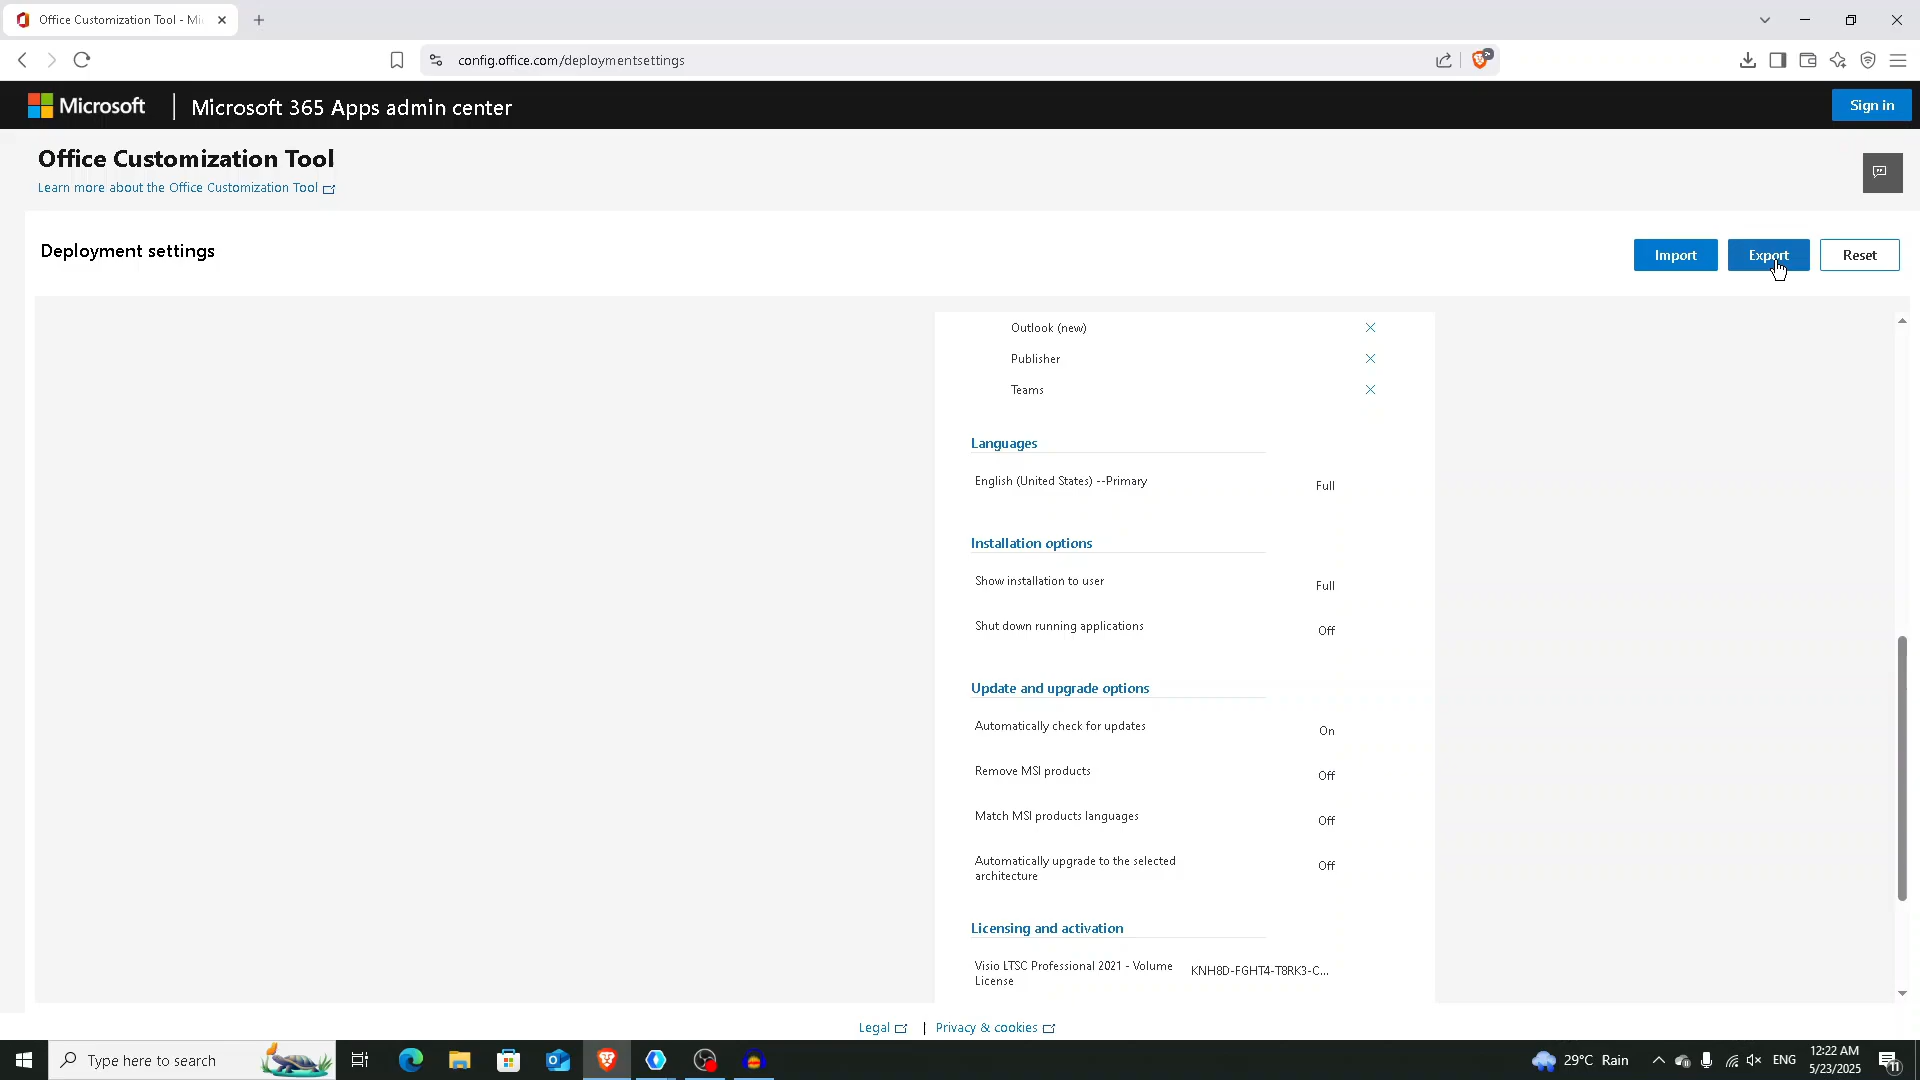 Office Customization Tool - Mi
config.office.com/deploymentsettings
Microsoft
Microsoft 365 Apps admin center
Sign in
Office Customization Tool
Learn more about the Office Customization Tool
Deployment settings
Import
Export
Reset
Outlook (new)
Publisher
Teams
Languages
English (United States) --Primary
Full
Installation options
Show installation to user
Full
Shut down running applications
Off
Update and upgrade options
Automatically check for updates
On
Remove MSI products
Off
Match MSI products languages
Off
Automatically upgrade to the selected
architecture
Off
Licensing and activation
Visio LTSC Professional 2021 - Volume
License
KNH8D-FGHT4-T8RK3-C...
Legal
Privacy & cookies
Type here to search
29°C Rain
ENG
12:22 AM
5/23/2025
11